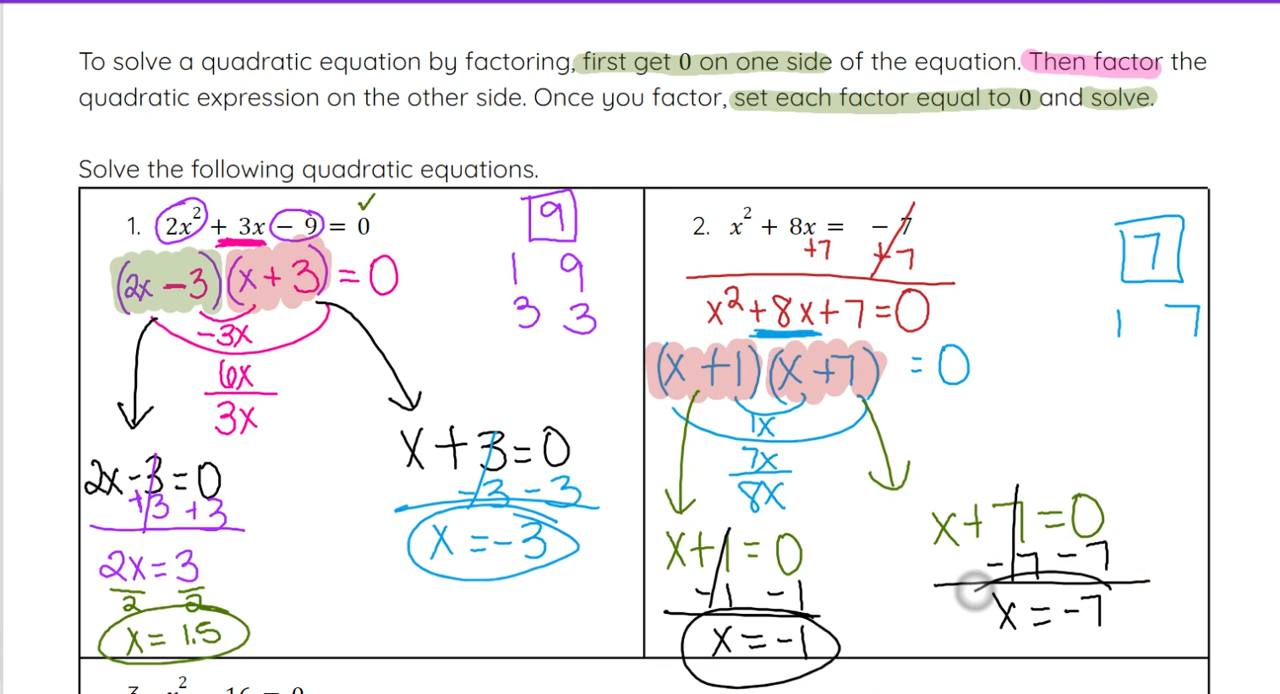 To solve a quadratic equation by factoring, first get 0 on one side of the equation. Then factor the
quadratic expression on the other side. Once you factor, set each factor equal to 0 and solve.
Solve the following quadratic equations.
1. 2x² + 3x − 9 = 0 ✓
9
(2x − 3)(x + 3) = 0
1 9
3 3
−3x
6x
3x
2x − 3 = 0
+3 +3
2x = 3
2 2
x = 1.5
x + 3 = 0
−3 −3
x = −3
2. x² + 8x = −7
+7 +7
7
1 7
x² + 8x + 7 = 0
(x + 1)(x + 7) = 0
1x
7x
8x
x + 1 = 0
−1 −1
x = −1
x + 7 = 0
−7 −7
x = −7